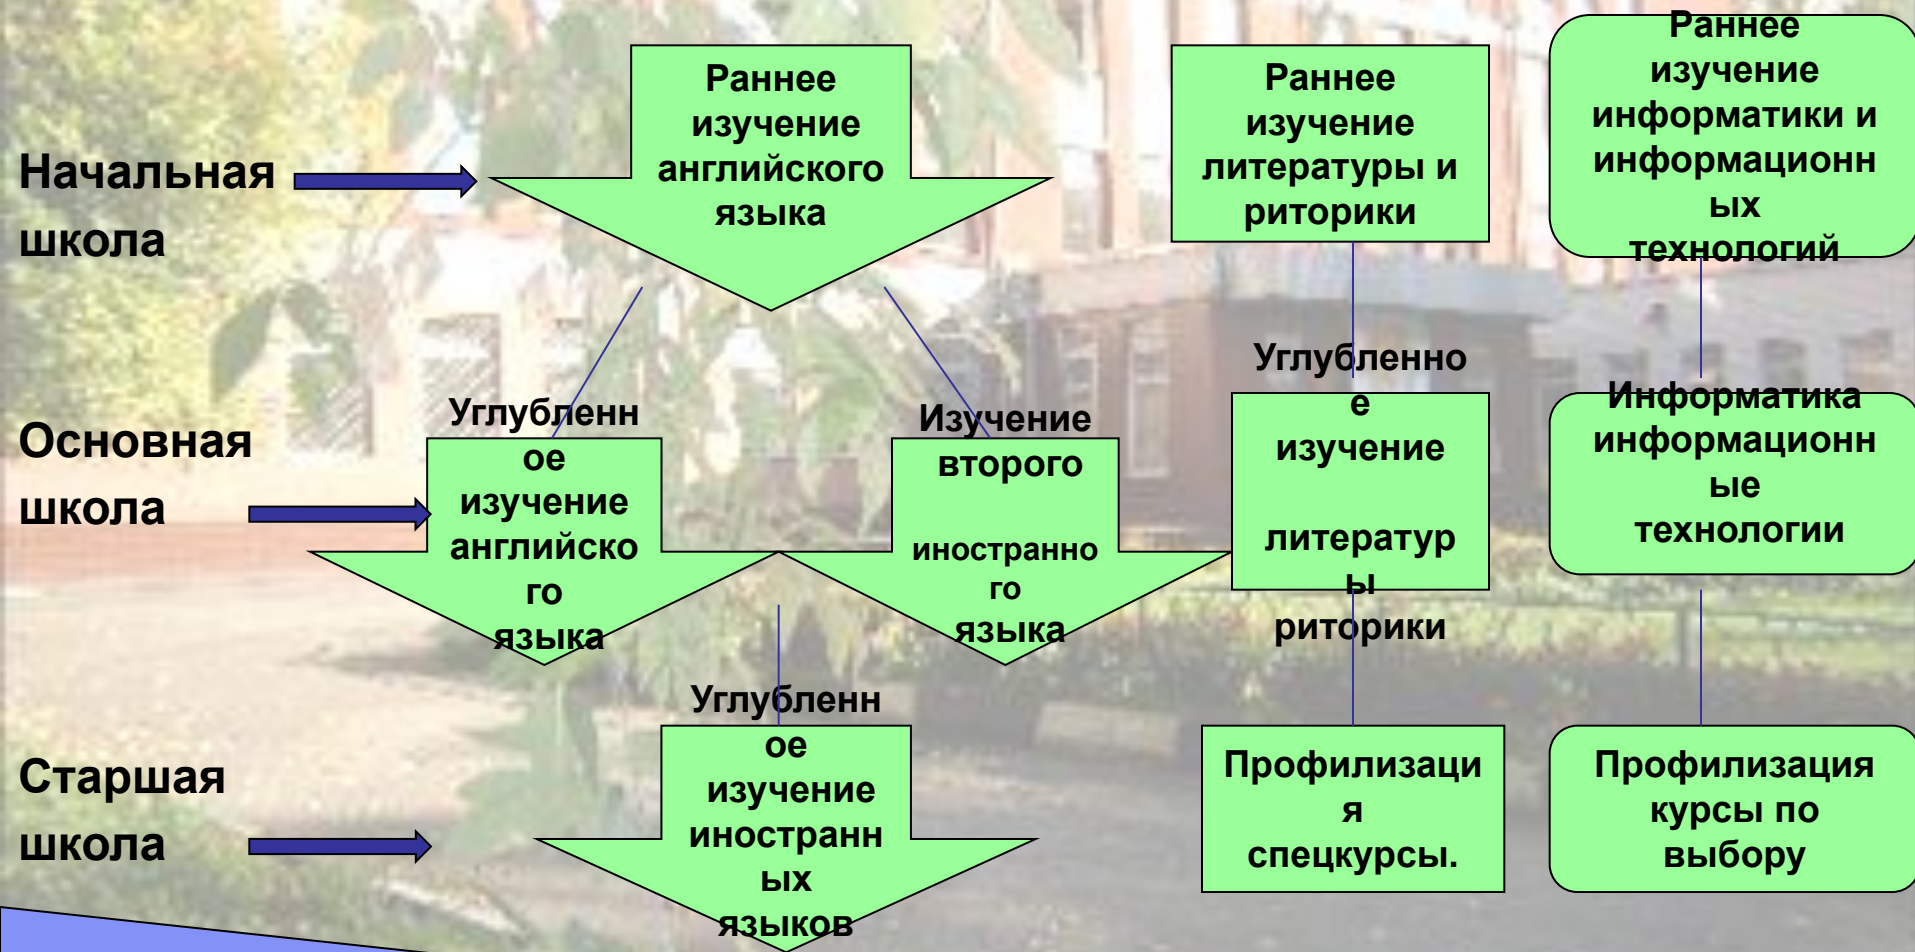 Начальная
школа
Раннее
изучение
английского
языка
Раннее
изучение
литературы и
риторики
Раннее
изучение
информатики и
информационн
ых
технологий
Основная
школа
Углубленн
ое
изучение
английско
го
языка
Изучение
второго
иностранно
го
языка
Углубленно
е
изучение
литератур
ы
риторики
Информатика
информационн
ые
технологии
Старшая
школа
Углубленн
ое
изучение
иностранн
ых
языков
Профилизаци
я
спецкурсы.
Профилизация
курсы по
выбору